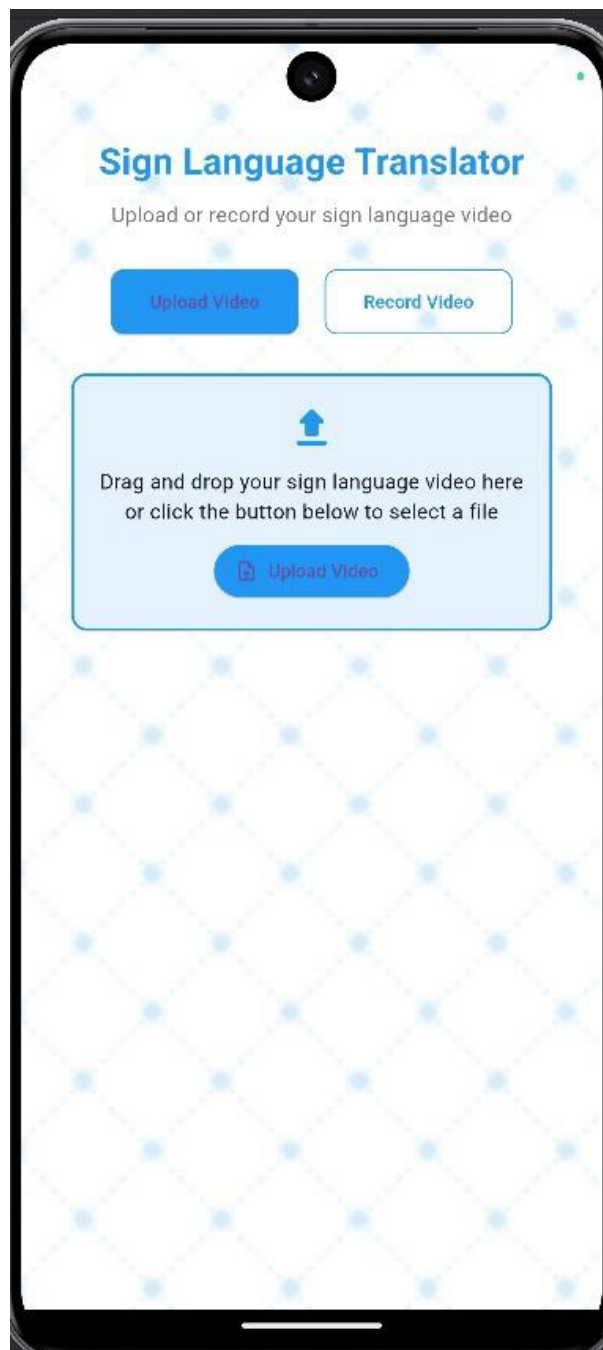 Sign Language Translator
Upload or record your sign language video
Upload Video
Record Video
Drag and drop your sign language video here
or click the button below to select a file
Upload Video